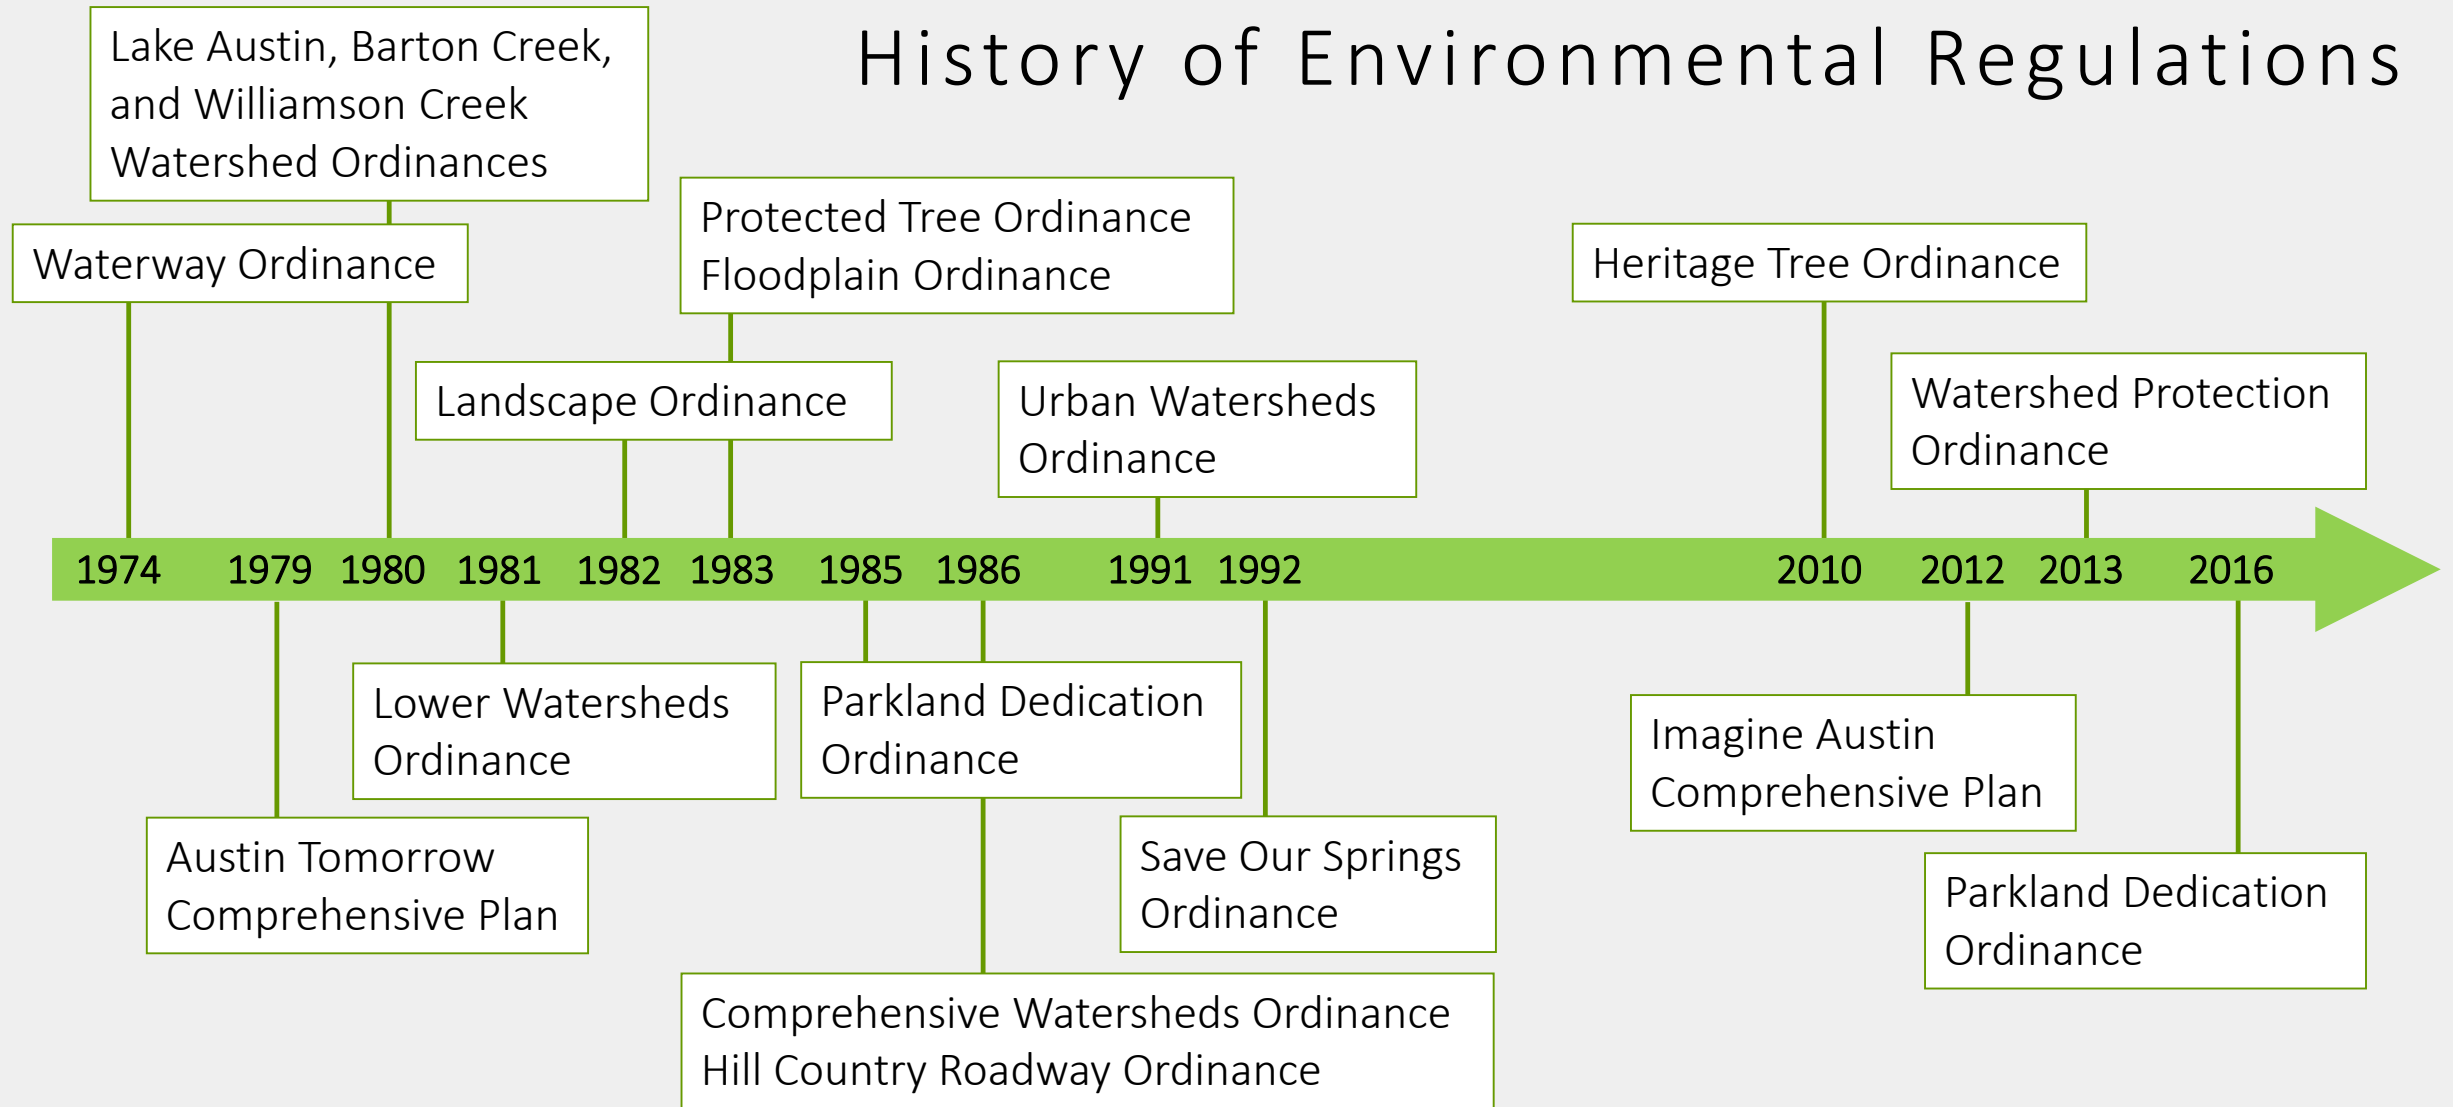 History of Environmental Regulations
Lake Austin, Barton Creek,
and Williamson Creek
Watershed Ordinances
Waterway Ordinance
Protected Tree Ordinance
Floodplain Ordinance
Landscape Ordinance
Urban Watersheds
Ordinance
Heritage Tree Ordinance
Watershed Protection
Ordinance
1974 1979 1980 1981 1982 1983 1985 1986 1991 1992 2010 2012 2013 2016
Lower Watersheds
Ordinance
Austin Tomorrow
Comprehensive Plan
Parkland Dedication
Ordinance
Comprehensive Watersheds Ordinance
Hill Country Roadway Ordinance
Save Our Springs
Ordinance
Imagine Austin
Comprehensive Plan
Parkland Dedication
Ordinance